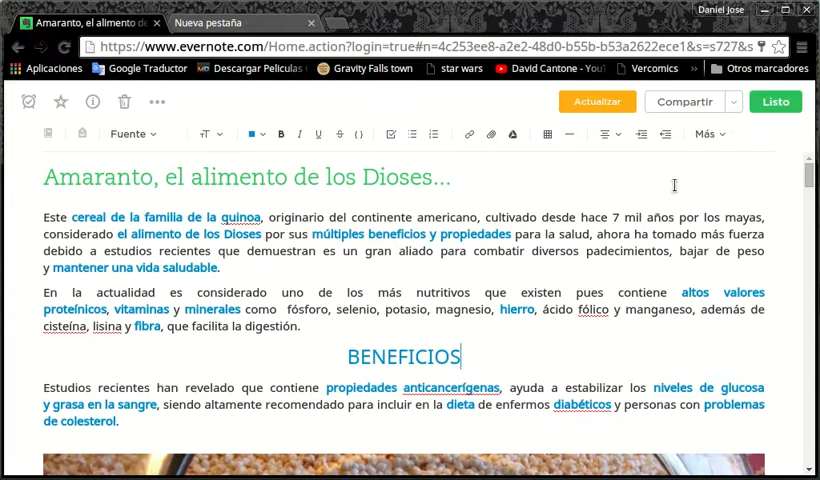 Daniel Jose
Amaranto, el alimento de
Nueva pestaña
https://www.evernote.com/Home.action?login=true#n=4c253ee8-a2e2-48d0-b55b-b53a2622ece1&s=s727&s
Aplicaciones Google Traductor Descargar Peliculas Gravity Falls town star wars David Cantone - You Vercomics » Otros marcadores
Actualizar Compartir Listo
Fuente тT B I U S {} Más
Amaranto, el alimento de los Dioses...
Este cereal de la familia de la quinoa, originario del continente americano, cultivado desde hace 7 mil años por los mayas,
considerado el alimento de los Dioses por sus múltiples beneficios y propiedades para la salud, ahora ha tomado más fuerza
debido a estudios recientes que demuestran es un gran aliado para combatir diversos padecimientos, bajar de peso
y mantener una vida saludable.
En la actualidad es considerado uno de los más nutritivos que existen pues contiene altos valores
proteínicos, vitaminas y minerales como fósforo, selenio, potasio, magnesio, hierro, ácido fólico y manganeso, además de
cisteína, lisina y fibra, que facilita la digestión.
BENEFICIOS
Estudios recientes han revelado que contiene propiedades anticancerígenas, ayuda a estabilizar los niveles de glucosa
y grasa en la sangre, siendo altamente recomendado para incluir en la dieta de enfermos diabéticos y personas con problemas
de colesterol.